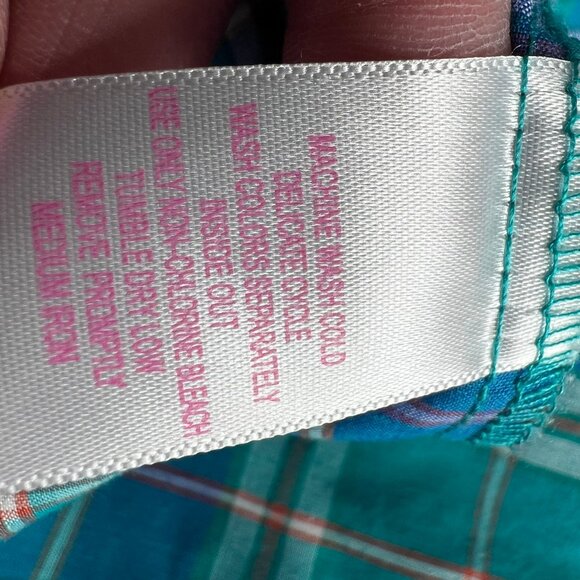 MACHINE WASH COLD
DELICATE CYCLE
WASH COLORS SEPARATELY
INSIDE OUT
USE ONLY NON-CHLORINE BLEACH
TUMBLE DRY LOW
REMOVE PROMPTLY
MEDIUM IRON